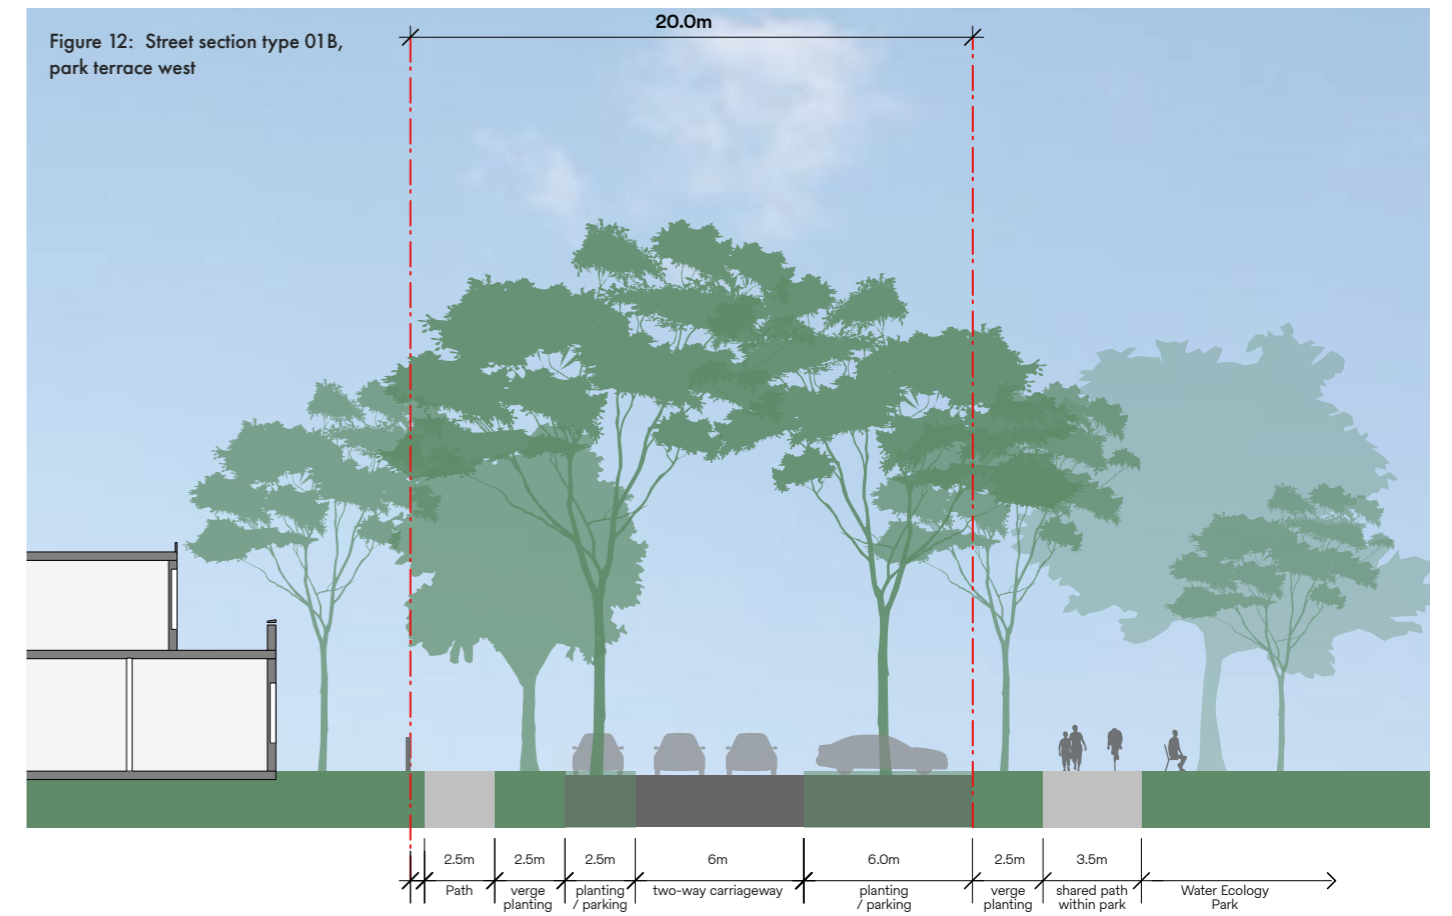 20.0m
Figure 12: Street section type 01B,
park terrace west
2.5m
2.5m
2.5m
6m
6.0m
2.5m
3.5m
Path
verge
planting
planting
/ parking
two-way carriageway
planting
/ parking
verge
planting
shared path
within park
Water Ecology
Park